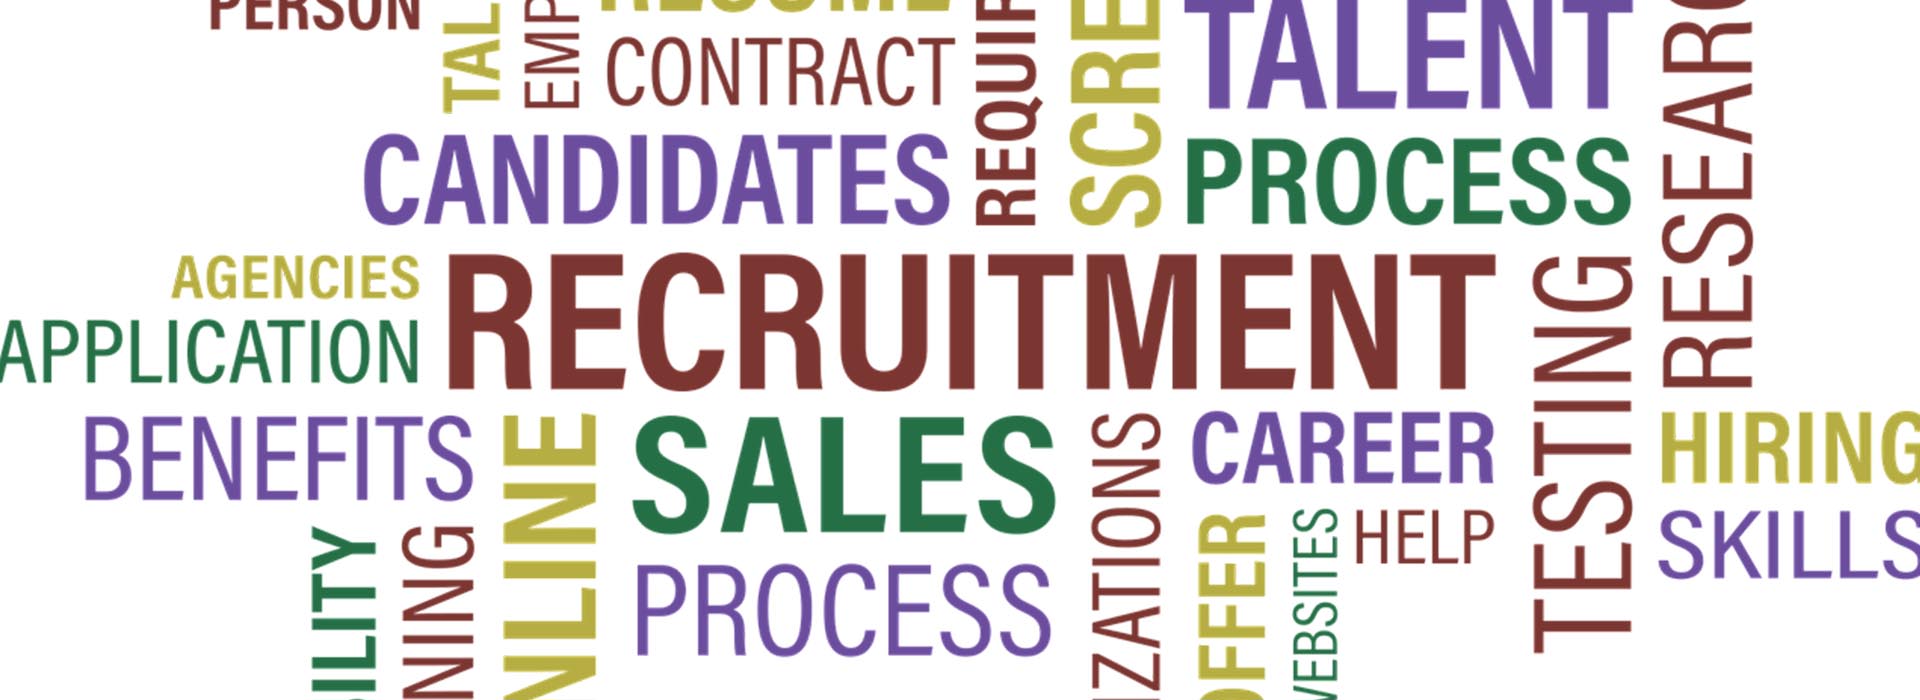 PERSON
TAL
EMP
RESUME
CONTRACT
REQUIR
SCRE
TALENT
RESEARC
CANDIDATES
PROCESS
AGENCIES
RECRUITMENT
TESTING
APPLICATION
BENEFITS
NLINE
SALES
IZATIONS
CAREER
HIRING
ILITY
NING
PROCESS
OFFER
WEBSITES
HELP
SKILLS